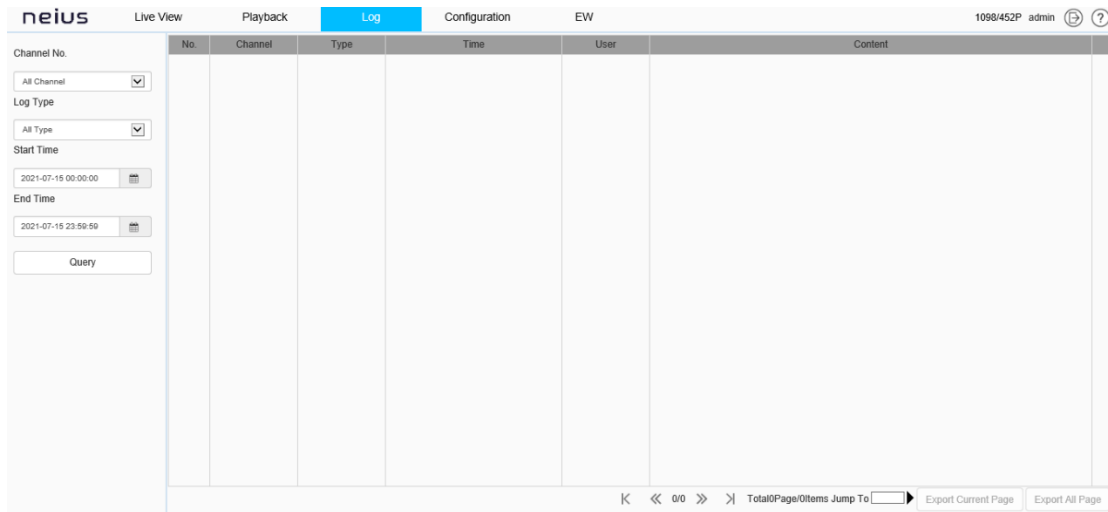 neius Live View Playback Log Configuration EW 1098/452P admin ?
Channel No.
All Channel
Log Type
All Type
Start Time
2021-07-15 00:00:00
End Time
2021-07-15 23:59:59
Query
No. Channel Type Time User Content
0/0 Total0Page/0Items Jump To Export Current Page Export All Page